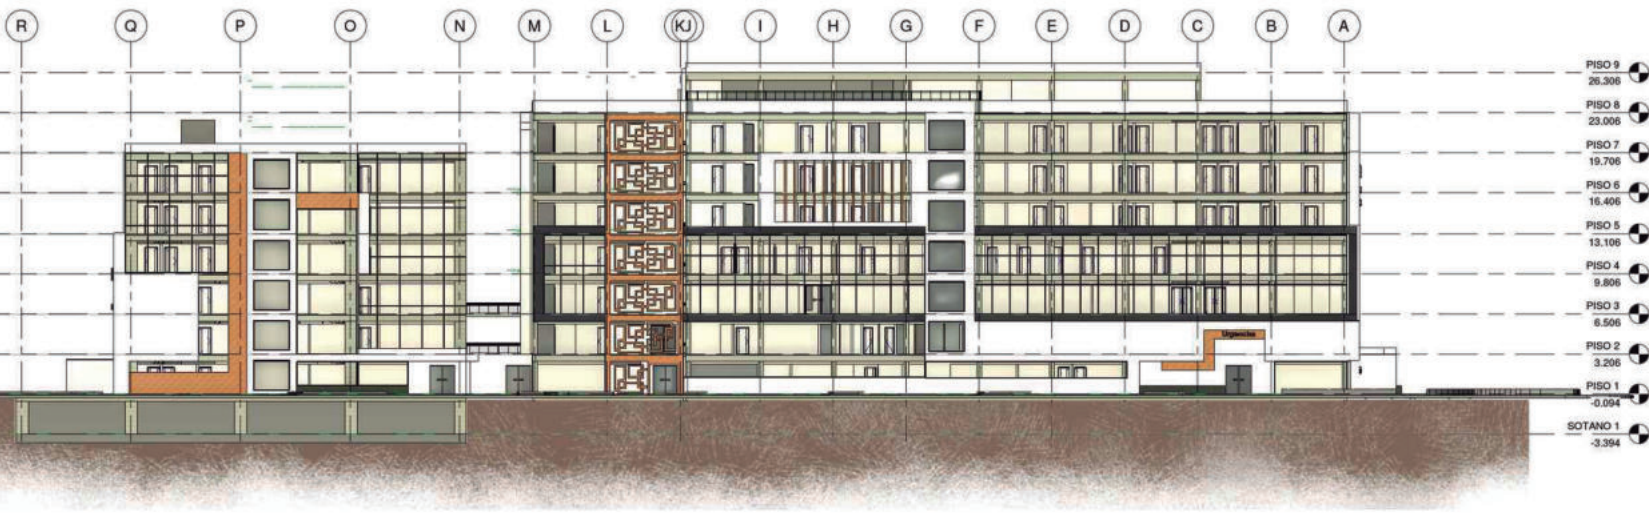 R Q P O N M L K J I H G F E D C B A
PISO 9
26.306
PISO 8
23.006
PISO 7
19.706
PISO 6
16.406
PISO 5
13.106
PISO 4
9.806
PISO 3
6.506
Urgencias
PISO 2
3.206
PISO 1
-0.094
SOTANO 1
-3.394